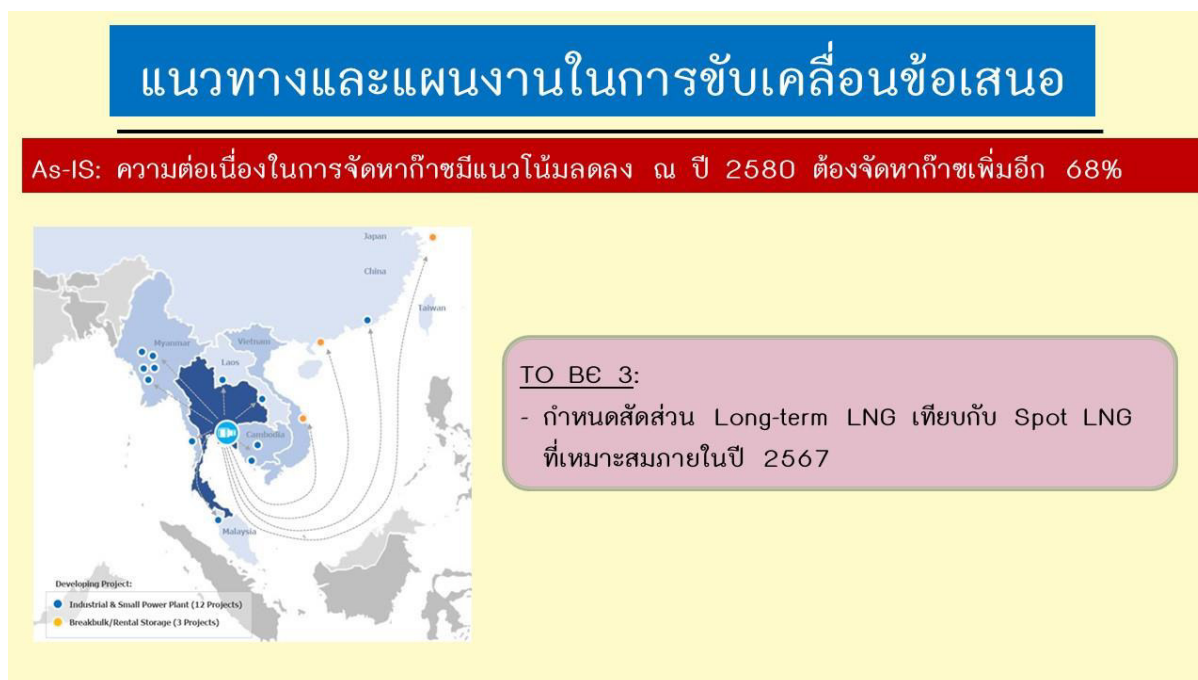 แนวทางและแผนงานในการขับเคลื่อนข้อเสนอ
As-IS: ความต่อเนื่องในการจัดหาก๊าซมีแนวโน้มลดลง ณ ปี 2580 ต้องจัดหาก๊าซเพิ่มอีก 68%
Japan
China
Taiwan
Myanmar
Vietnam
Laos
Cambodia
Malaysia
Developing Project:
Industrial & Small Power Plant (12 Projects)
Breakbulk/Rental Storage (3 Projects)
TO BE 3:
- กำหนดสัดส่วน Long-term LNG เทียบกับ Spot LNG
ที่เหมาะสมภายในปี 2567